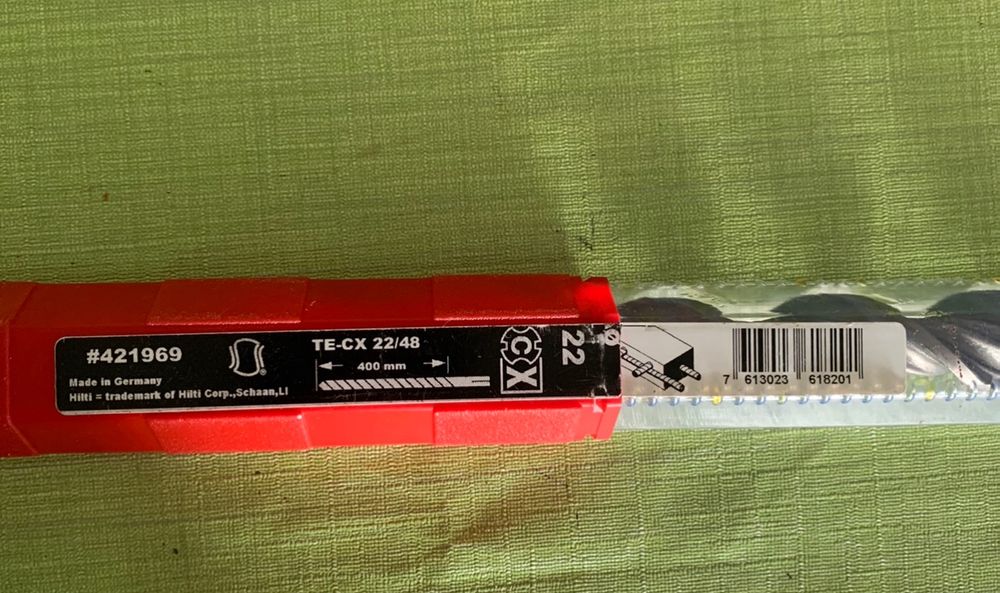 #421969
Made in Germany
Hilti = trademark of Hilti Corp.,Schaan,LI
TE-CX 22/48
400 mm
CX
Ø 22
7 613023 618201